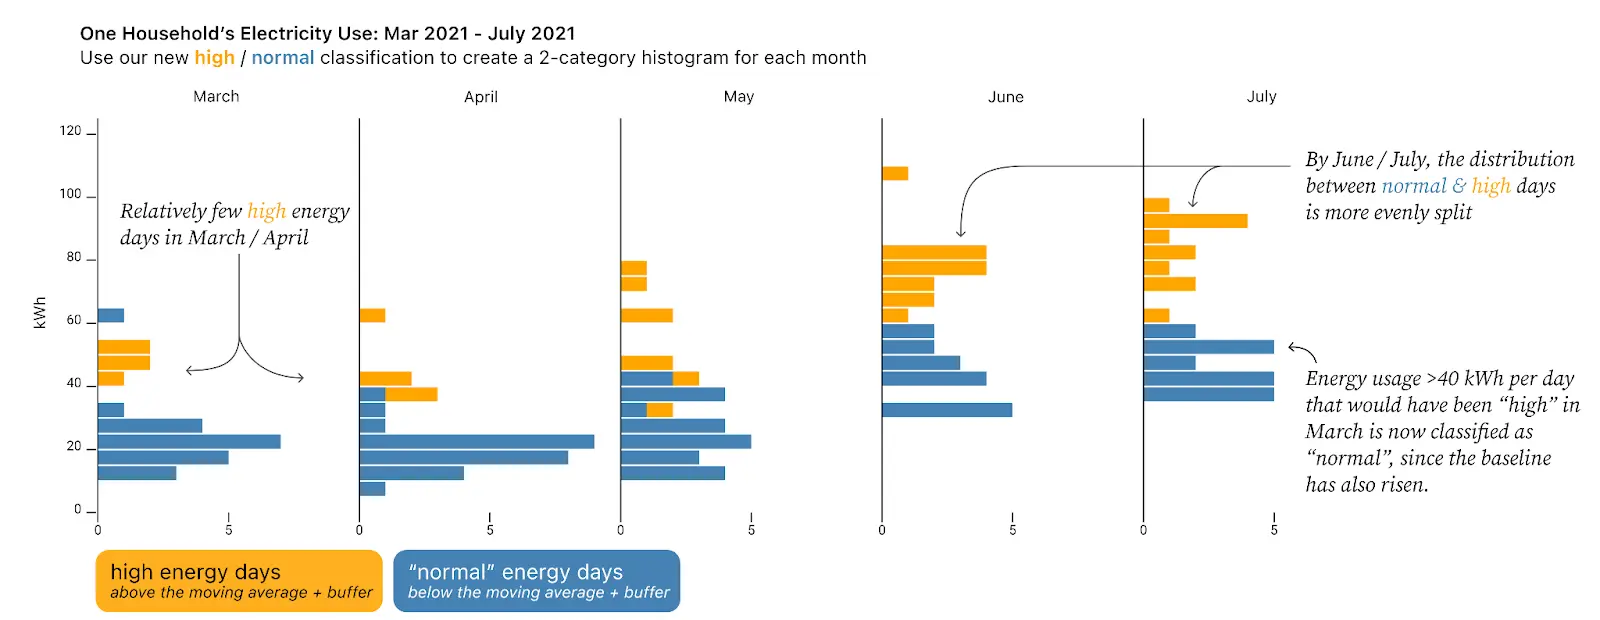 One Household's Electricity Use: Mar 2021 - July 2021
Use our new high / normal classification to create a 2-category histogram for each month
March
April
May
June
July
kWh
120
100
80
60
40
20
0
Relatively few high energy
days in March / April
By June / July, the distribution
between normal & high days
is more evenly split
Energy usage >40 kWh per day
that would have been “high” in
March is now classified as
“normal”, since the baseline
has also risen.
0 5 0 5 0 5 0 5 0 5
high energy days
above the moving average + buffer
“normal” energy days
below the moving average + buffer